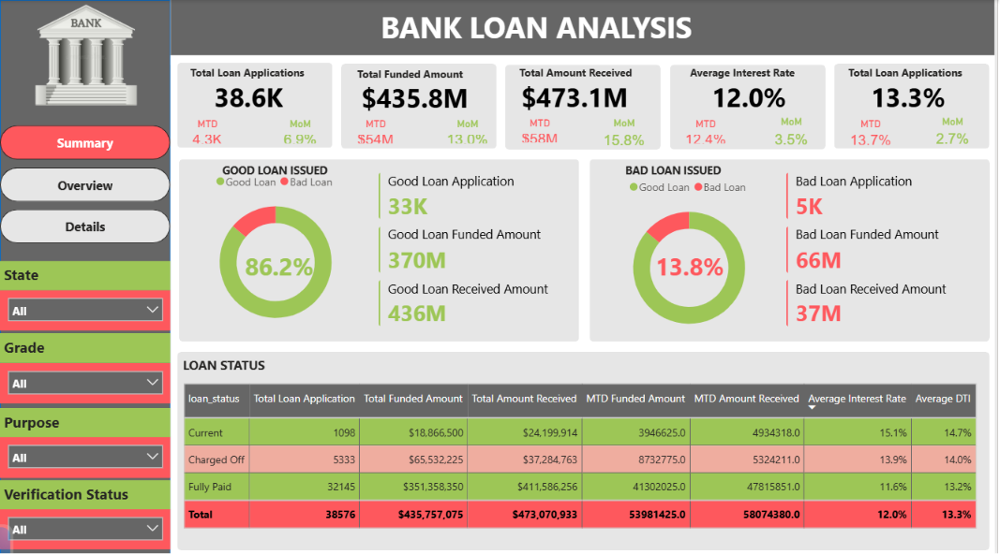 BANK
BANK LOAN ANALYSIS
Summary
Overview
Details
State
All
Grade
All
Purpose
All
Verification Status
All
Total Loan Applications
38.6K
MTD MoM
4.3K 6.9%
Total Funded Amount
$435.8M
MTD MoM
$54M 13.0%
Total Amount Received
$473.1M
MTD MoM
$58M 15.8%
Average Interest Rate
12.0%
MTD MoM
12.4% 3.5%
Total Loan Applications
13.3%
MTD MoM
13.7% 2.7%
GOOD LOAN ISSUED
Good Loan Bad Loan
86.2%
Good Loan Application
33K
Good Loan Funded Amount
370M
Good Loan Received Amount
436M
BAD LOAN ISSUED
Good Loan Bad Loan
13.8%
Bad Loan Application
5K
Bad Loan Funded Amount
66M
Bad Loan Received Amount
37M
LOAN STATUS
loan_status Total Loan Application Total Funded Amount Total Amount Received MTD Funded Amount MTD Amount Received Average Interest Rate Average DTI
Current 1098 $18,866,500 $24,199,914 3946625.0 4934318.0 15.1% 14.7%
Charged Off 5333 $65,532,225 $37,284,763 8732775.0 5324211.0 13.9% 14.0%
Fully Paid 32145 $351,358,350 $411,586,256 41302025.0 47815851.0 11.6% 13.2%
Total 38576 $435,757,075 $473,070,933 53981425.0 58074380.0 12.0% 13.3%